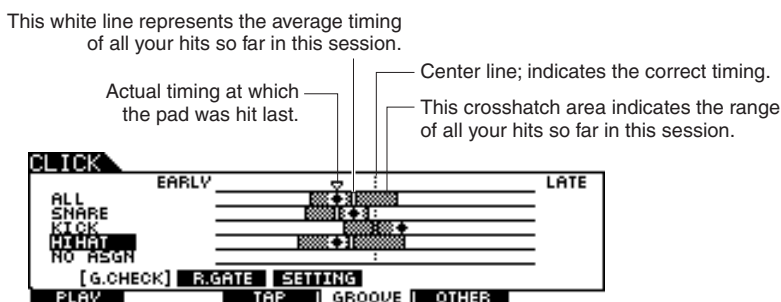 This white line represents the average timing
of all your hits so far in this session.
Actual timing at which
the pad was hit last.
Center line; indicates the correct timing.
This crosshatch area indicates the range
of all your hits so far in this session.
CLICK
EARLY
LATE
ALL
SNARE
KICK
HIHAT
NO ASGN
[G.CHECK] R.GATE SETTING
PLAY TAP GROOVE OTHER